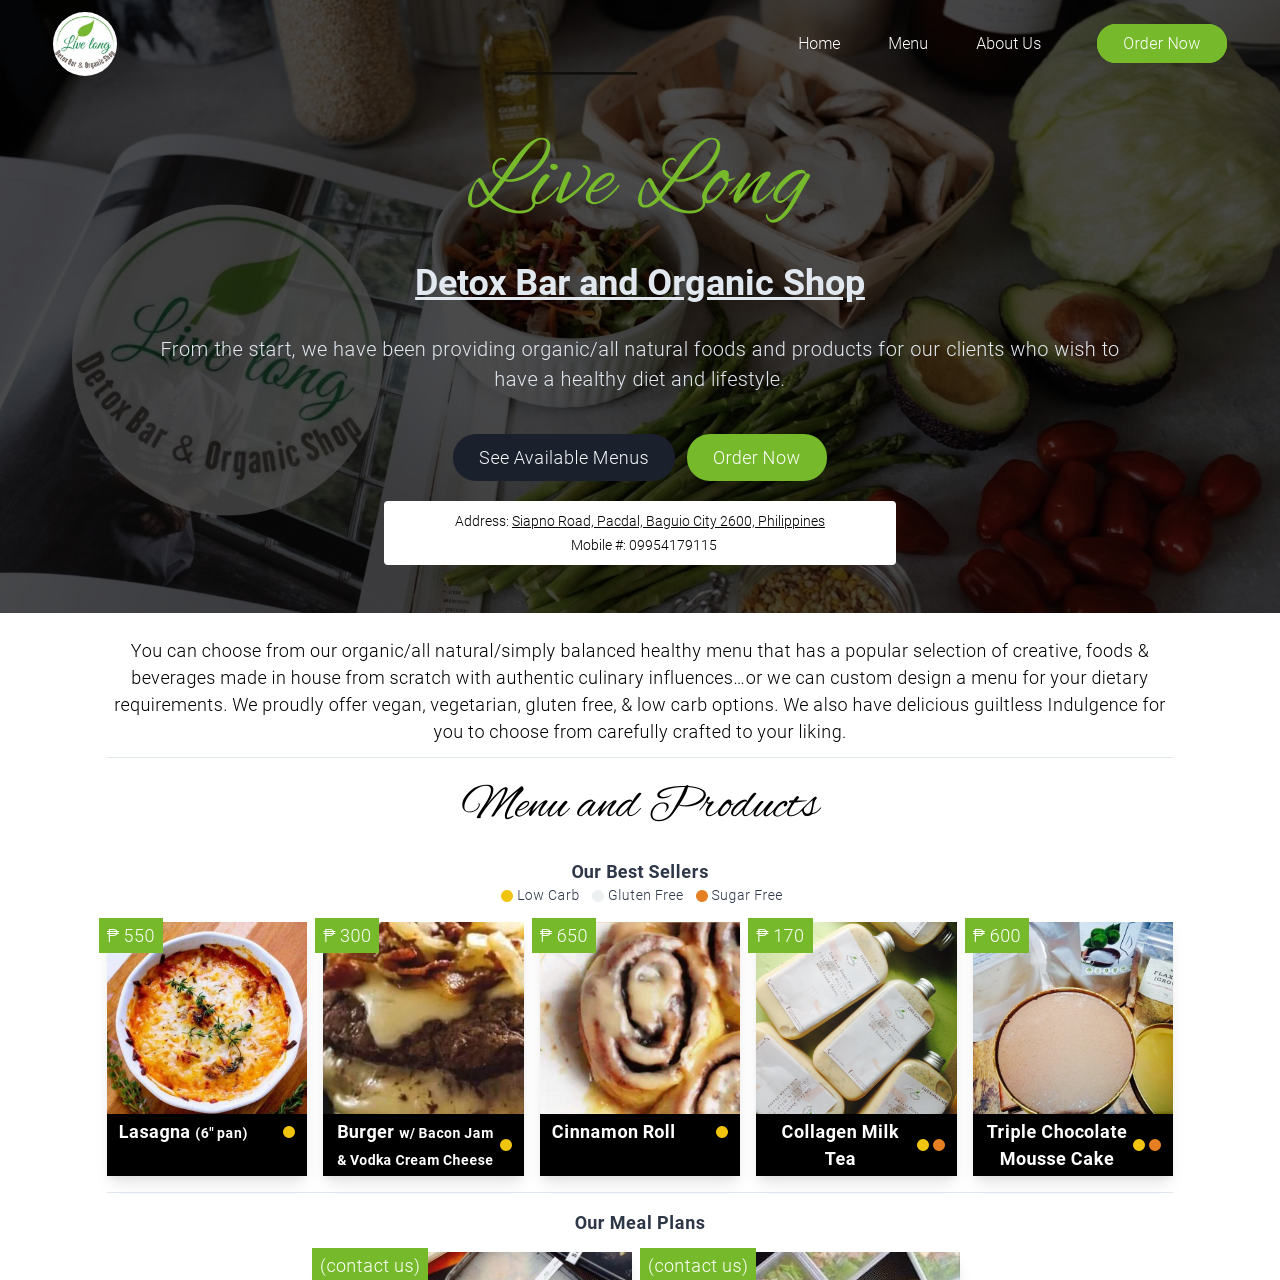 Live long
Detox Bar & Organic Shop
Home
Menu
About Us
Order Now
Live Long
Live long
Detox Bar & Organic Shop
Detox Bar and Organic Shop
From the start, we have been providing organic/all natural foods and products for our clients who wish to
have a healthy diet and lifestyle.
See Available Menus
Order Now
Address: Siapno Road, Pacdal, Baguio City 2600, Philippines
Mobile #: 09954179115
You can choose from our organic/all natural/simply balanced healthy menu that has a popular selection of creative, foods &
beverages made in house from scratch with authentic culinary influences...or we can custom design a menu for your dietary
requirements. We proudly offer vegan, vegetarian, gluten free, & low carb options. We also have delicious guiltless Indulgence for
you to choose from carefully crafted to your liking.
Menu and Products
Our Best Sellers
Low Carb
Gluten Free
Sugar Free
₱ 550
₱ 300
₱ 650
₱ 170
₱ 600
Lasagna (6" pan)
Burger w/ Bacon Jam
& Vodka Cream Cheese
Cinnamon Roll
Collagen Milk
Tea
Triple Chocolate
Mousse Cake
Our Meal Plans
(contact us)
(contact us)